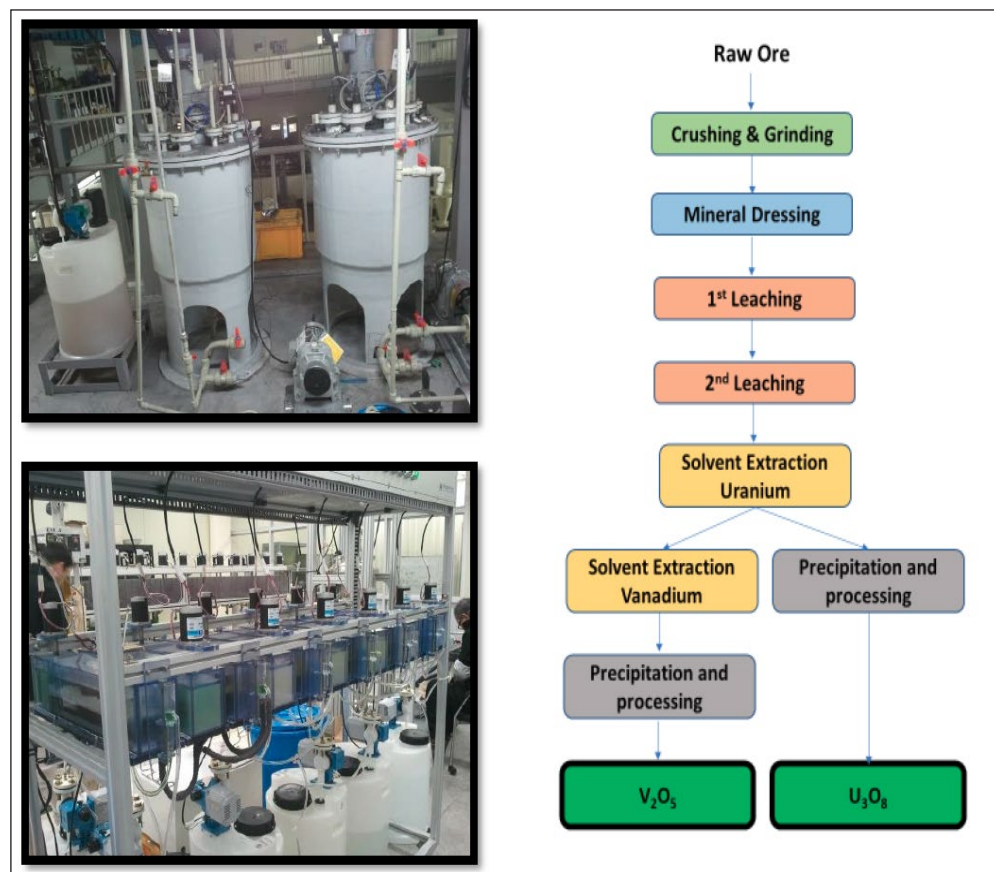 Raw Ore
Crushing & Grinding
Mineral Dressing
1st Leaching
2nd Leaching
Solvent Extraction
Uranium
Solvent Extraction
Vanadium
Precipitation and
processing
Precipitation and
processing
V₂O₅
U₃O₈